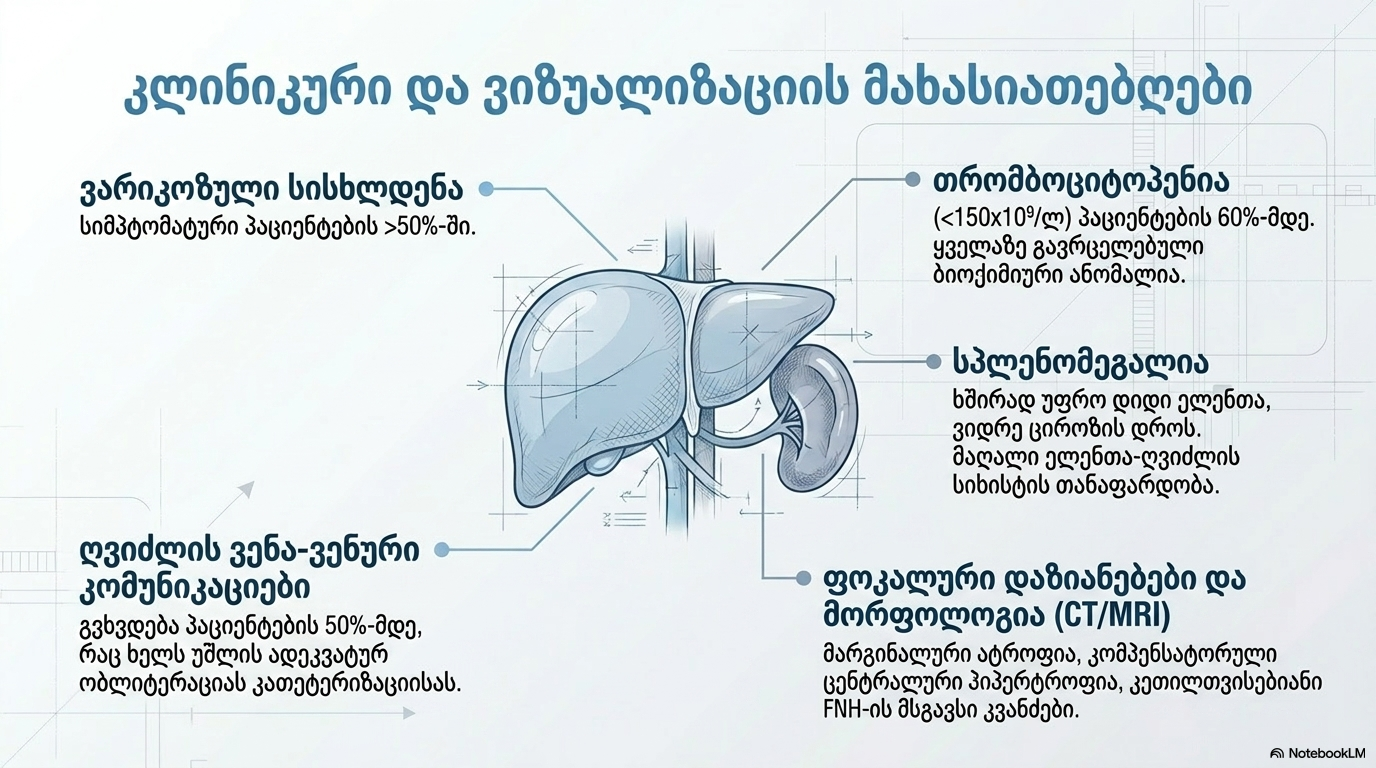 კლინიკური და ვიზუალიზაციის მახასიათებლები
ვარიკოზული სისხლდენა
სიმპტომატური პაციენტების >50%-ში.
თრომბოციტოპენია
(<150x10⁹/ლ) პაციენტების 60%-მდე.
ყველაზე გავრცელებული
ბიოქიმიური ანომალია.
სპლენომეგალია
ხშირად უფრო დიდი ელენთა,
ვიდრე ციროზის დროს.
მაღალი ელენთა-ღვიძლის
სიხისტის თანაფარდობა.
ღვიძლის ვენა-ვენური
კომუნიკაციები
გვხვდება პაციენტების 50%-მდე,
რაც ხელს უშლის ადეკვატურ
ობლიტერაციას კათეტერიზაციისას.
ფოკალური დაზიანებები და
მორფოლოგია (CT/MRI)
მარგინალური ატროფია, კომპენსატორული
ცენტრალური ჰიპერტროფია, კეთილთვისებიანი
FNH-ის მსგავსი კვანძები.
NotebookLM